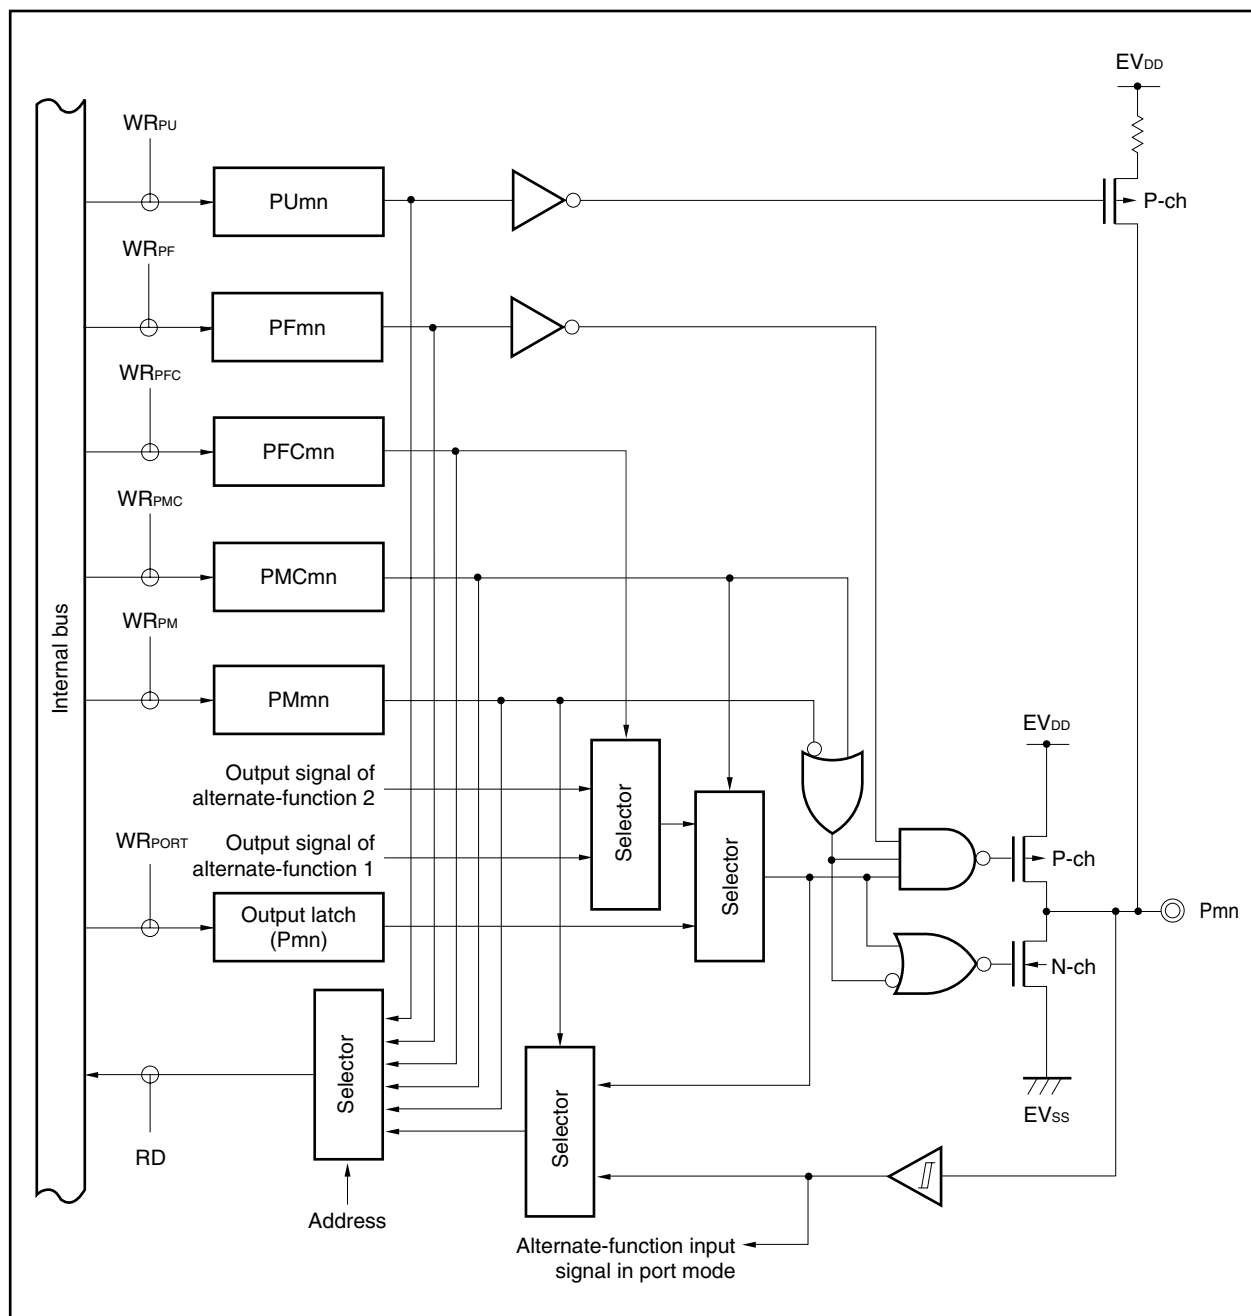 EVDD
WRPU
PUmn
P-ch
WRPF
PFmn
WRPFC
PFCmn
WRPMC
PMCmn
Internal bus
WRPM
PMmn
EVDD
Output signal of
alternate-function 2
Selector
Selector
WRPORT
Output signal of
alternate-function 1
P-ch
Output latch
(Pmn)
Pmn
N-ch
Selector
Selector
EVSS
RD
Address
Alternate-function input
signal in port mode